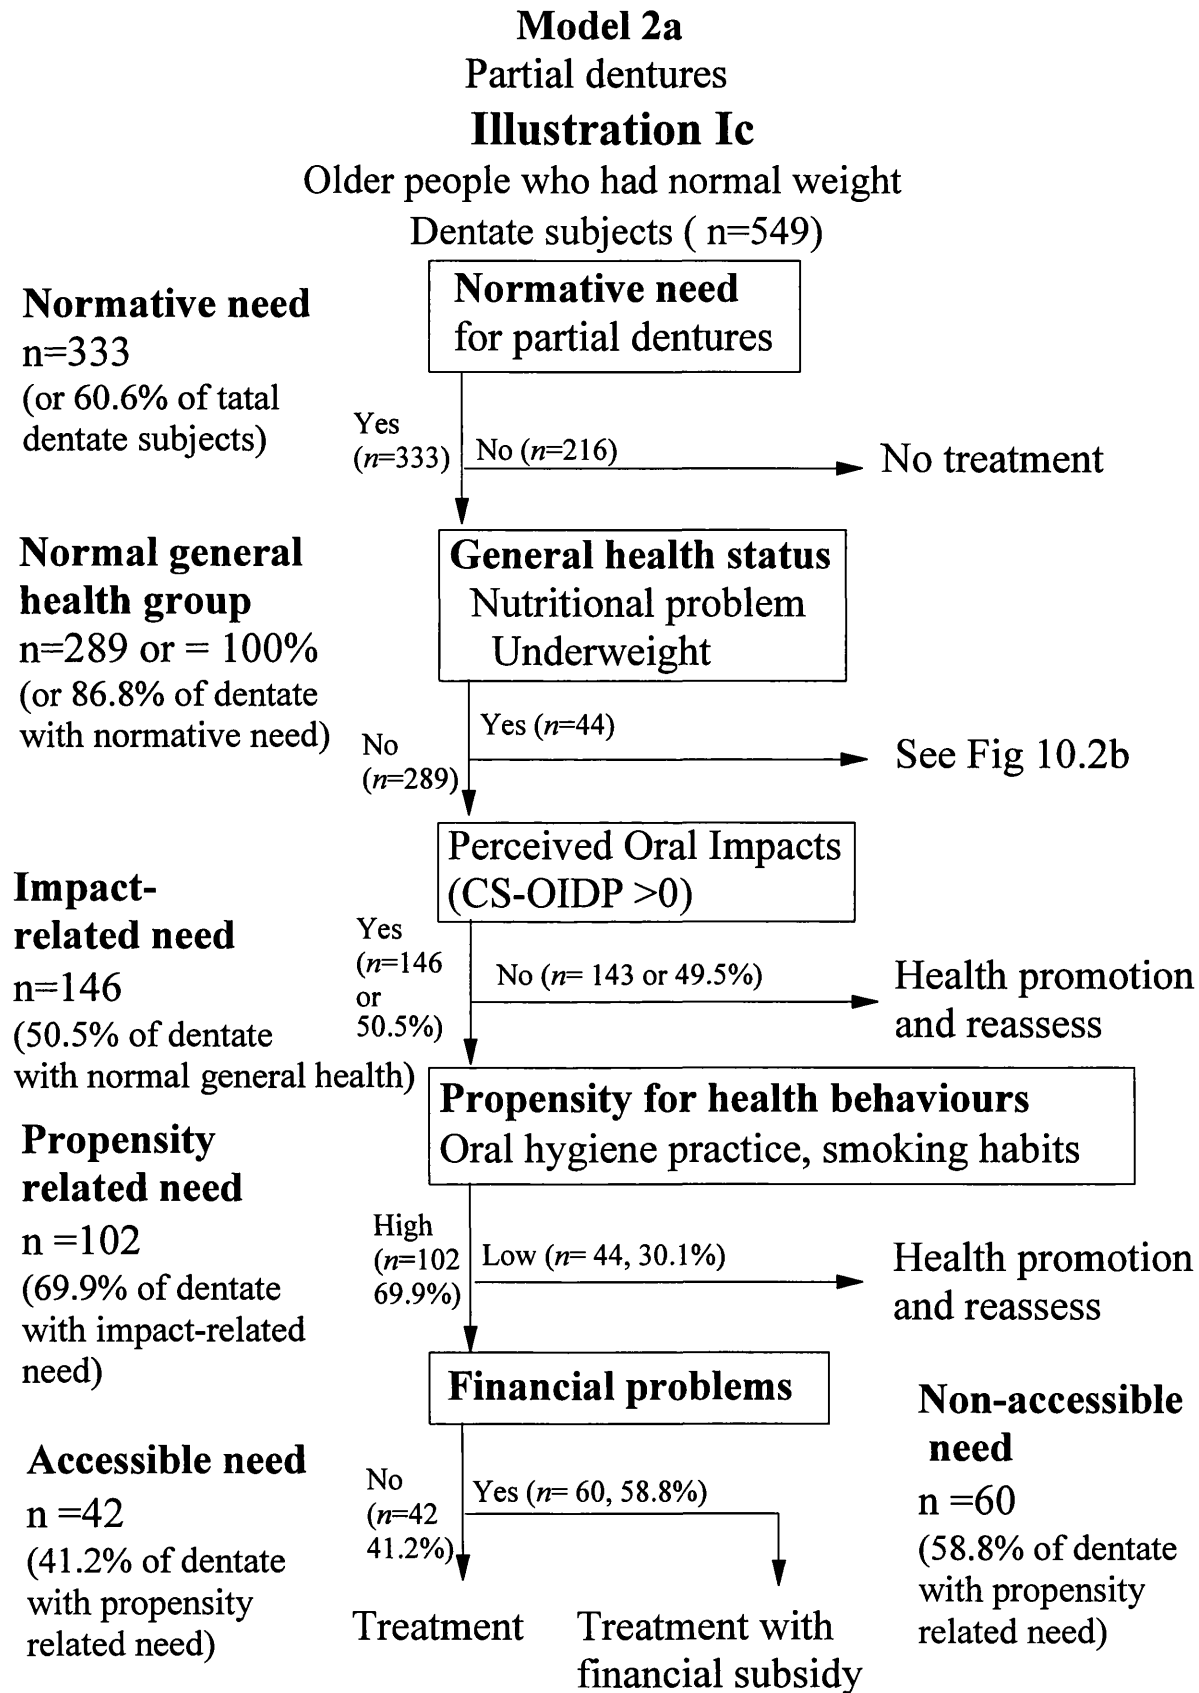 Model 2a
Partial dentures
Illustration Ic
Older people who had normal weight
Dentate subjects ( n=549)
Normative need
for partial dentures
Normative need
n=333
(or 60.6% of tatal
dentate subjects)
Yes
(n=333)
No (n=216)
No treatment
Normal general
health group
n=289 or = 100%
(or 86.8% of dentate
with normative need)
General health status
Nutritional problem
Underweight
No
(n=289)
Yes (n=44)
See Fig 10.2b
Perceived Oral Impacts
(CS-OIDP >0)
Impact-
related need
n=146
(50.5% of dentate
with normal general health)
Yes
(n=146
or
50.5%)
No (n= 143 or 49.5%)
Health promotion
and reassess
Propensity for health behaviours
Oral hygiene practice, smoking habits
Propensity
related need
n =102
(69.9% of dentate
with impact-related
need)
High
(n=102
69.9%)
Low (n= 44, 30.1%)
Health promotion
and reassess
Financial problems
Accessible need
n =42
(41.2% of dentate
with propensity
related need)
No
(n=42
41.2%)
Yes (n= 60, 58.8%)
Non-accessible
need
n =60
(58.8% of dentate
with propensity
related need)
Treatment
Treatment with
financial subsidy